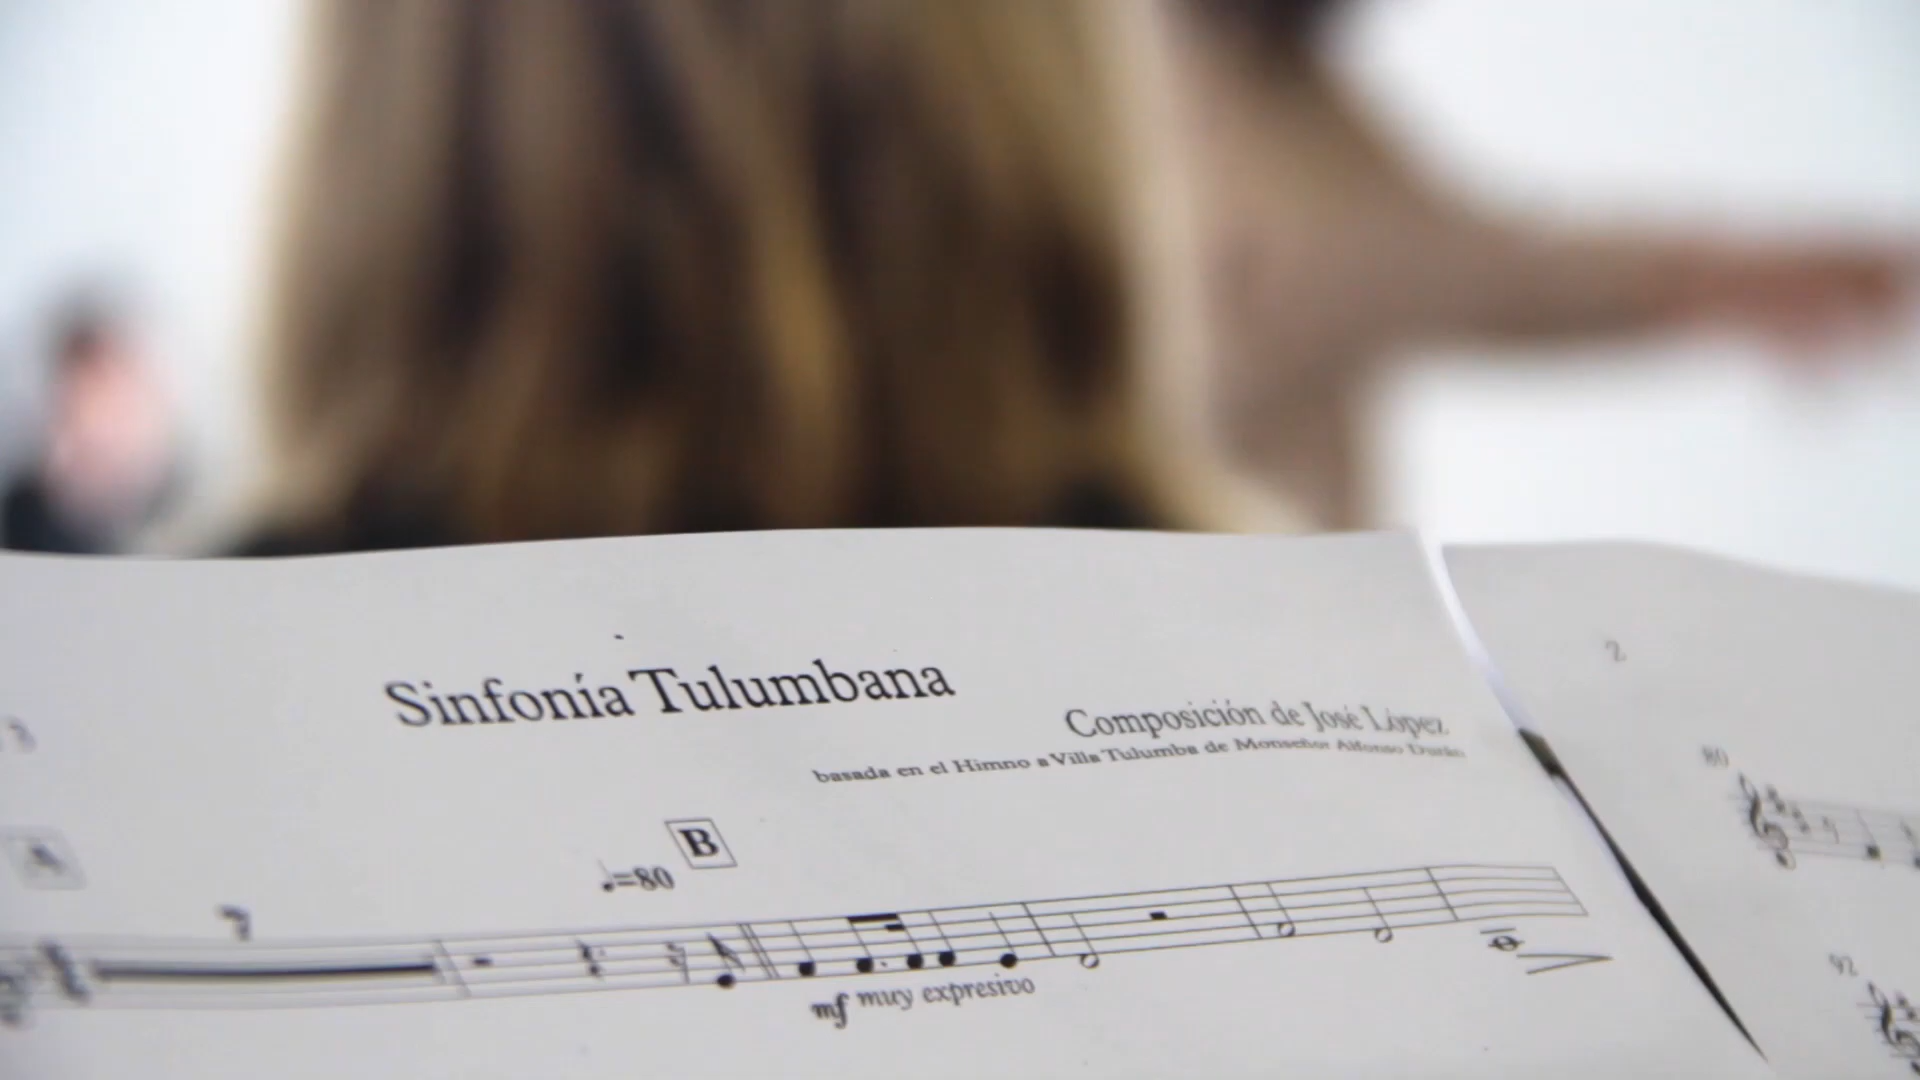 Sinfonía Tulumbana
2
Composición de José López
basada en el Himno a Villa Tulumba de Monseñor Alfonso Durán
80
B
A
=80
7
mf muy expresivo
92